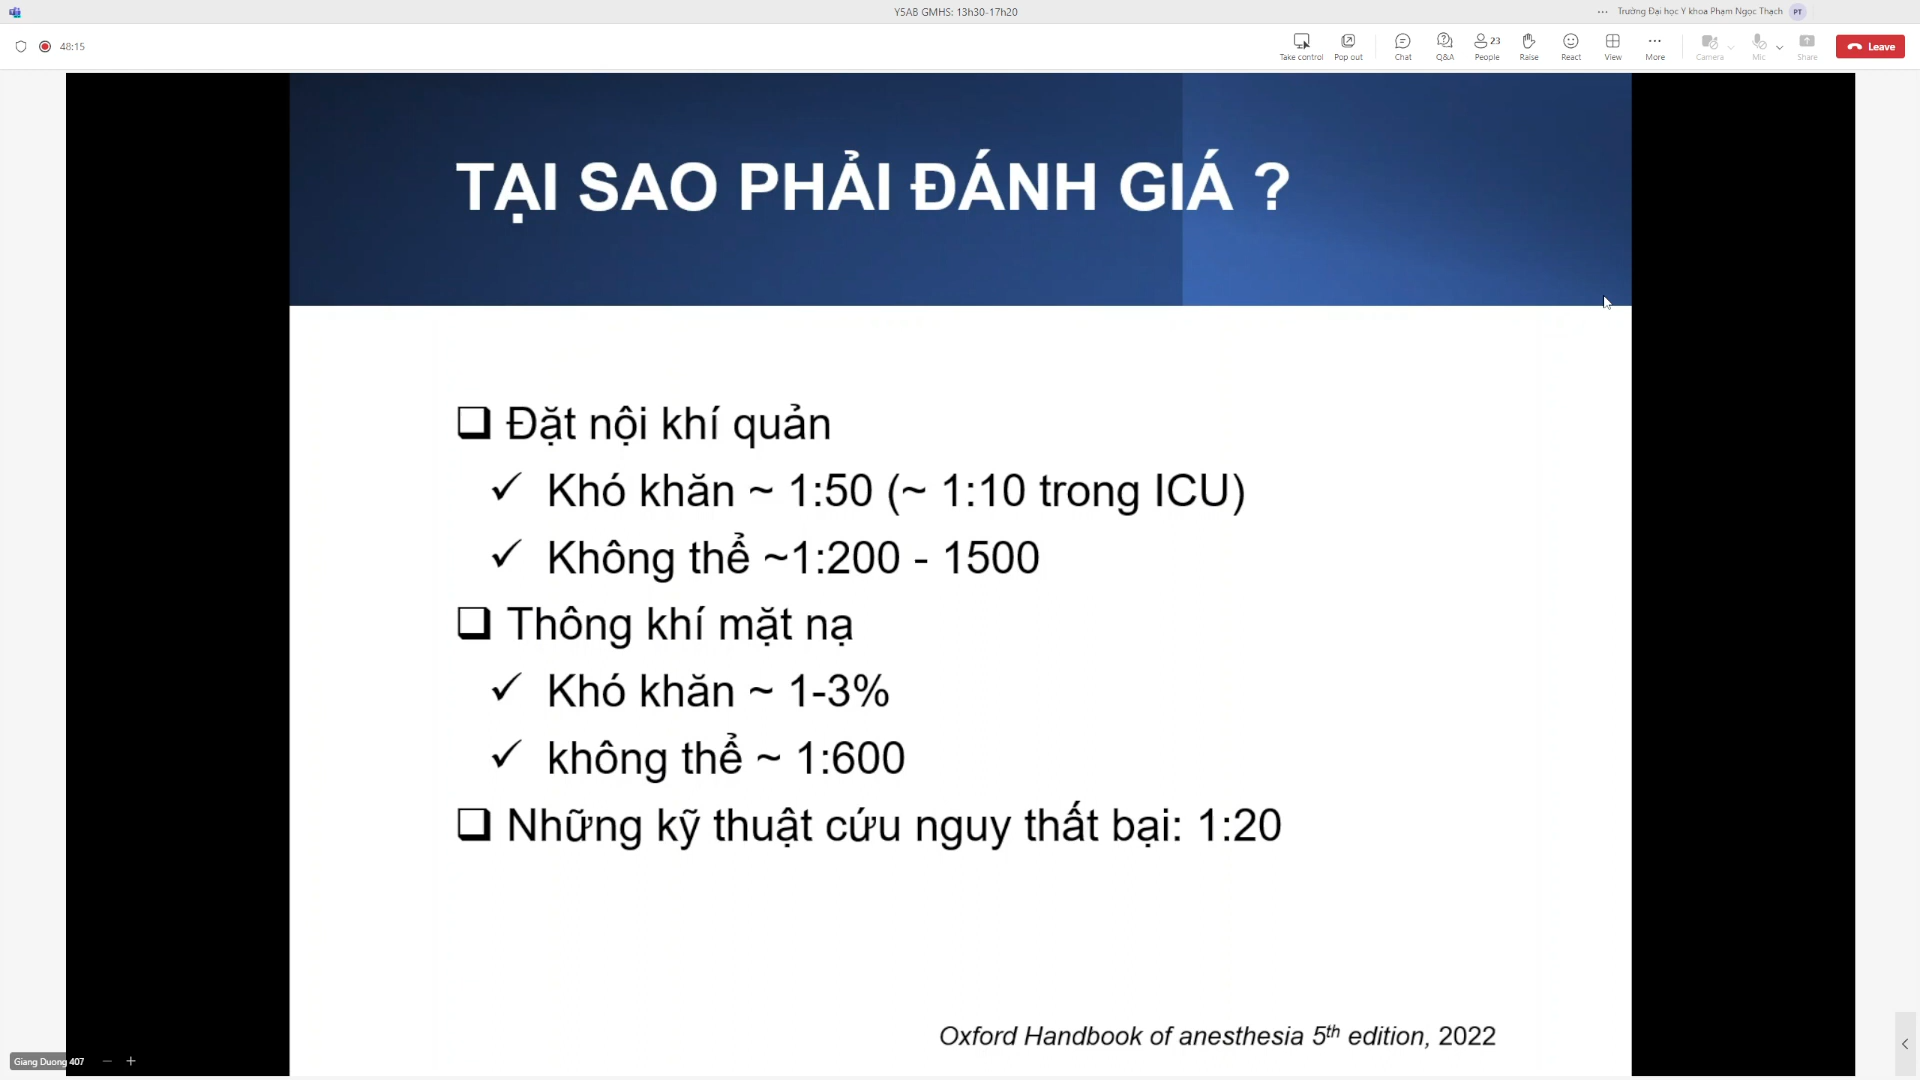 Y5AB GMHS: 13h30-17h20
Trường Đại học Y khoa Phạm Ngọc Thạch
PT
48:15
Take control
Pop out
Chat
Q&A
23
People
Raise
React
View
More
Camera
Mic
Share
Leave
TẠI SAO PHẢI ĐÁNH GIÁ ?
Đặt nội khí quản
Khó khăn ~ 1:50 (~ 1:10 trong ICU)
Không thể ~1:200 - 1500
Thông khí mặt nạ
Khó khăn ~ 1-3%
không thể ~ 1:600
Những kỹ thuật cứu nguy thất bại: 1:20
Oxford Handbook of anesthesia 5th edition, 2022
Giang Duong 407